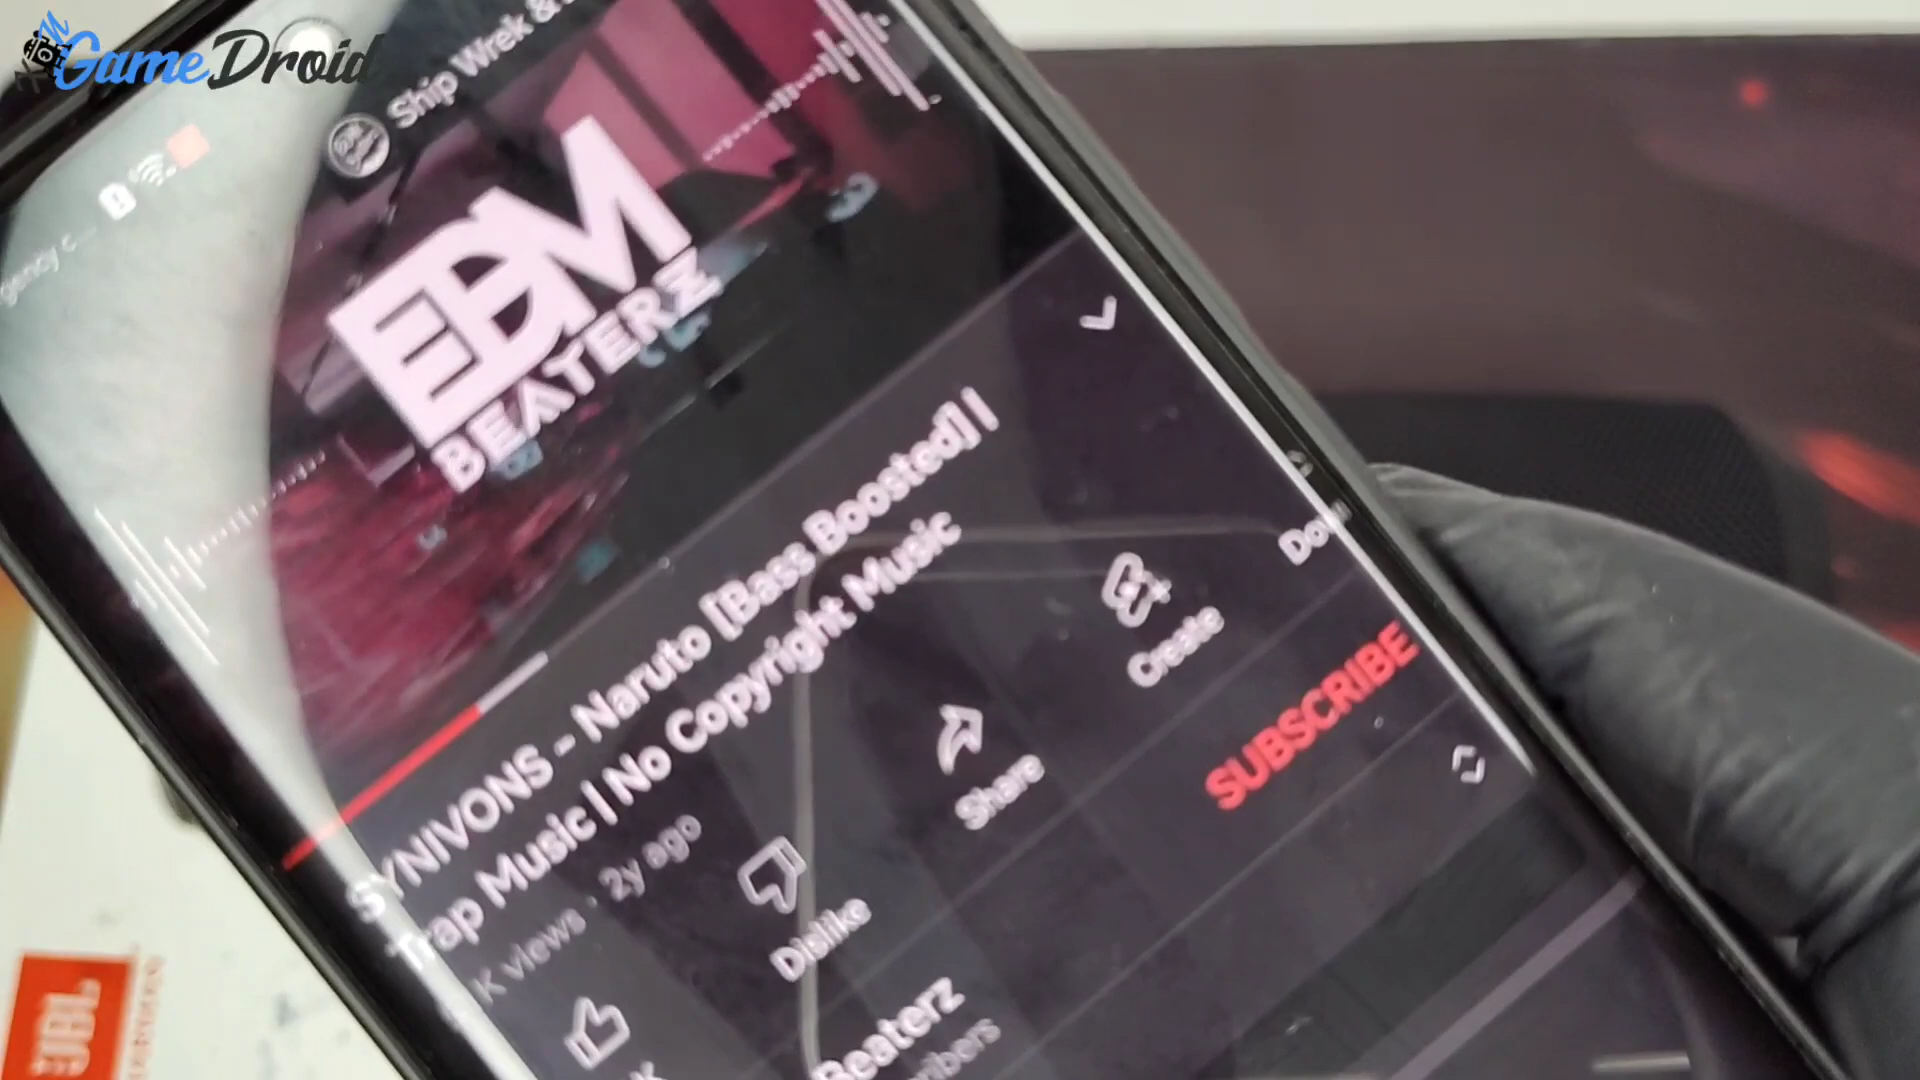 GameDroid
Ship Wrek &
EDM
BEATERZ
SYNIVONS - Naruto [Bass Boosted] |
Trap Music | No Copyright Music
K views · 2y ago
K
Dislike
Share
Create
Beaterz
SUBSCRIBE
JBL